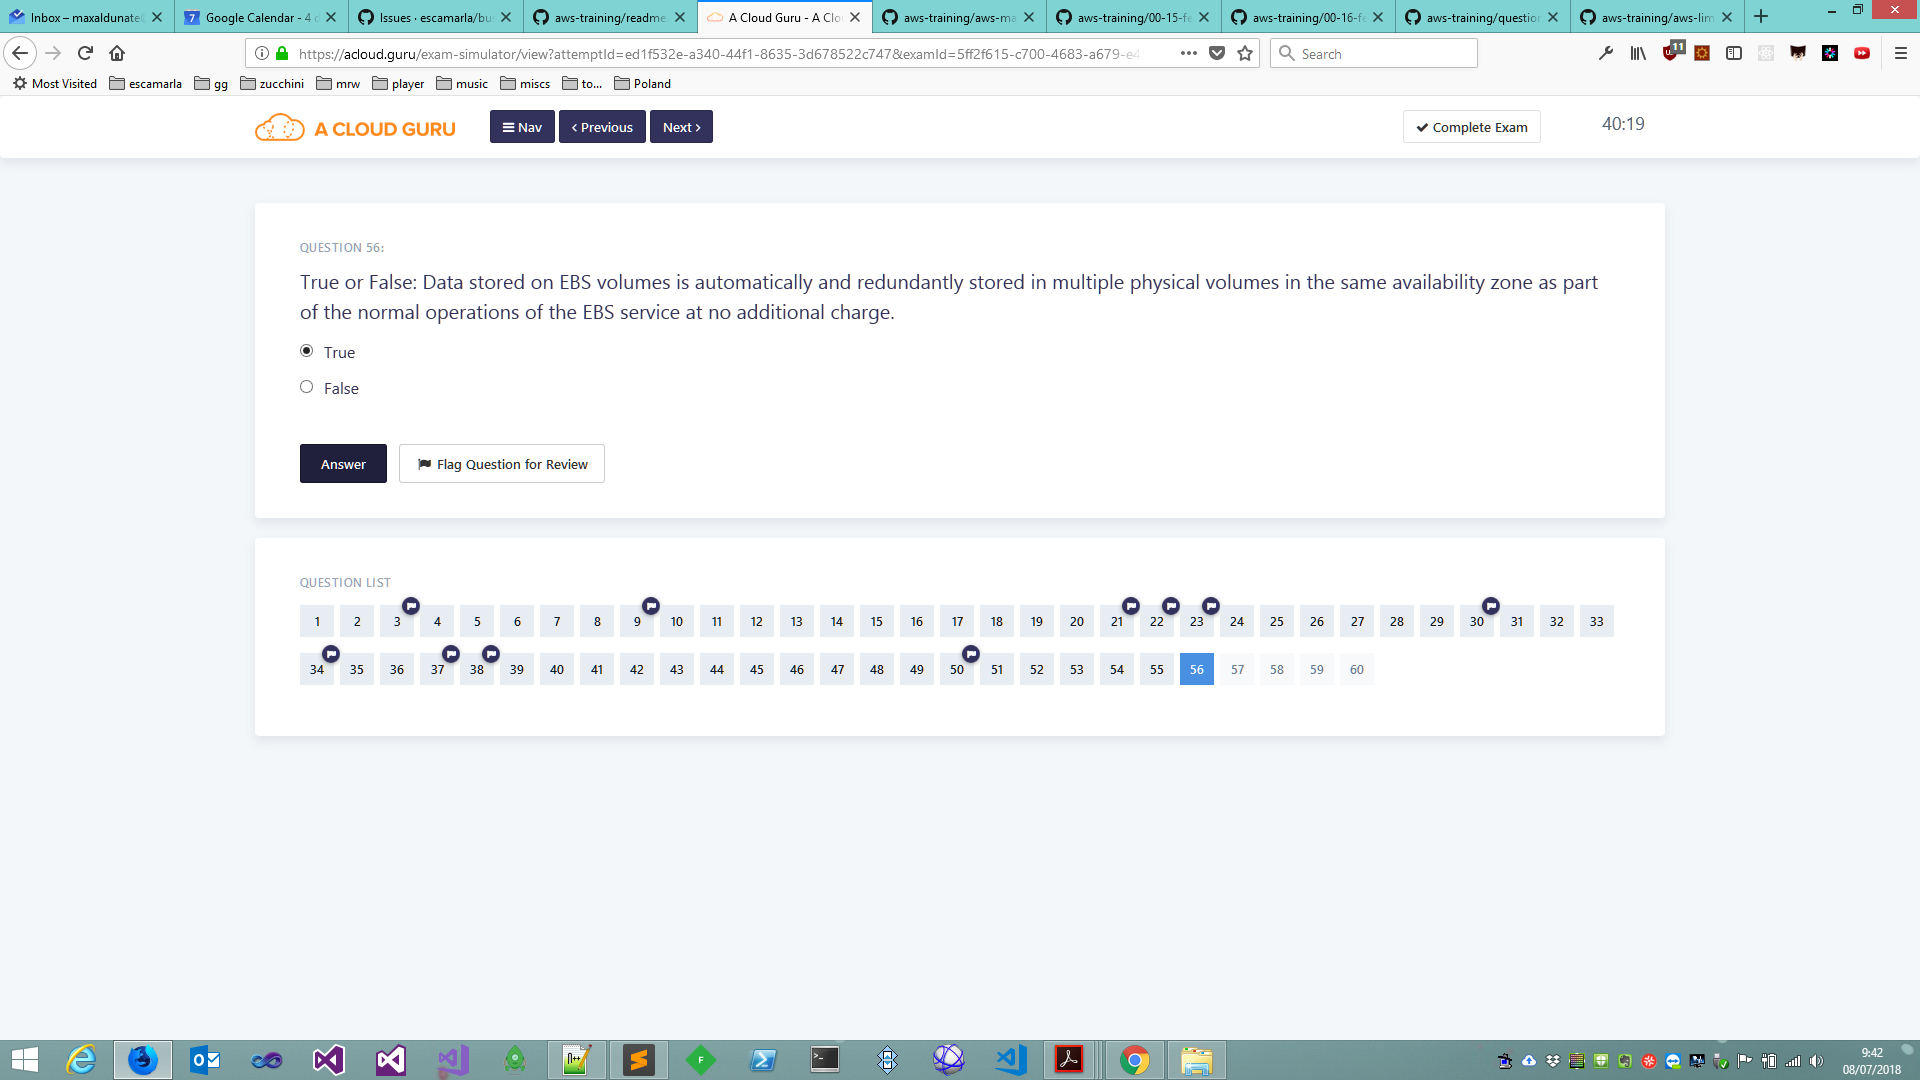 Inbox – maxaldunate
Google Calendar - 4
Issues · escamarla/bu
aws-training/readme.
A Cloud Guru - A Clo
aws-training/aws-ma
aws-training/00-15-fe
aws-training/00-16-fe
aws-training/question
aws-training/aws-lim
https://acloud.guru/exam-simulator/view?attemptId=ed1f532e-a340-44f1-8635-3d678522c747&examId=5ff2f615-c700-4683-a679-e4
Search
11
Most Visited escamarla gg zucchini mrw player music miscs to... Poland
A CLOUD GURU
Nav
Previous
Next
Complete Exam
40:19
QUESTION 56:
True or False: Data stored on EBS volumes is automatically and redundantly stored in multiple physical volumes in the same availability zone as part
of the normal operations of the EBS service at no additional charge.
True
False
Answer
Flag Question for Review
QUESTION LIST
1 2 3 4 5 6 7 8 9 10 11 12 13 14 15 16 17 18 19 20 21 22 23 24 25 26 27 28 29 30 31 32 33
34 35 36 37 38 39 40 41 42 43 44 45 46 47 48 49 50 51 52 53 54 55 56 57 58 59 60
9:42
08/07/2018